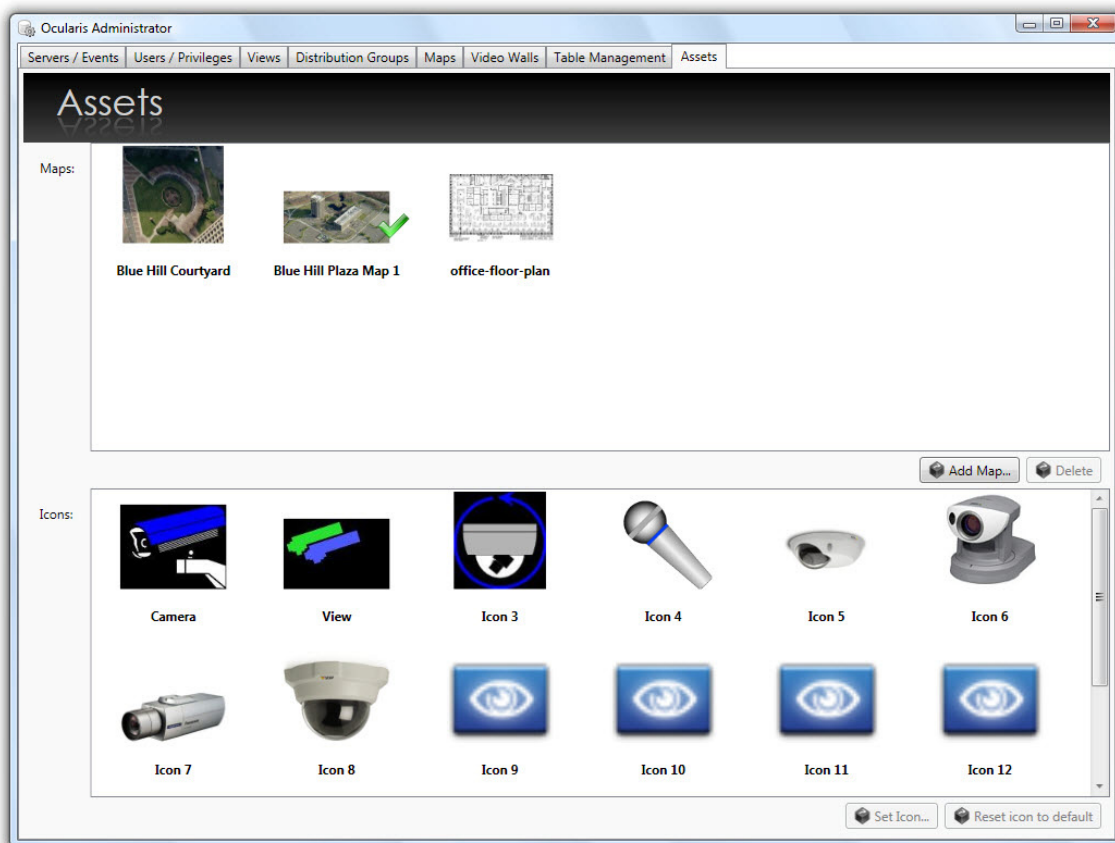 Ocularis Administrator
Servers / Events Users / Privileges Views Distribution Groups Maps Video Walls Table Management Assets
Assets
Maps:
Blue Hill Courtyard Blue Hill Plaza Map 1 office-floor-plan
Add Map... Delete
Icons:
Camera View Icon 3 Icon 4 Icon 5 Icon 6
Icon 7 Icon 8 Icon 9 Icon 10 Icon 11 Icon 12
Set Icon... Reset icon to default